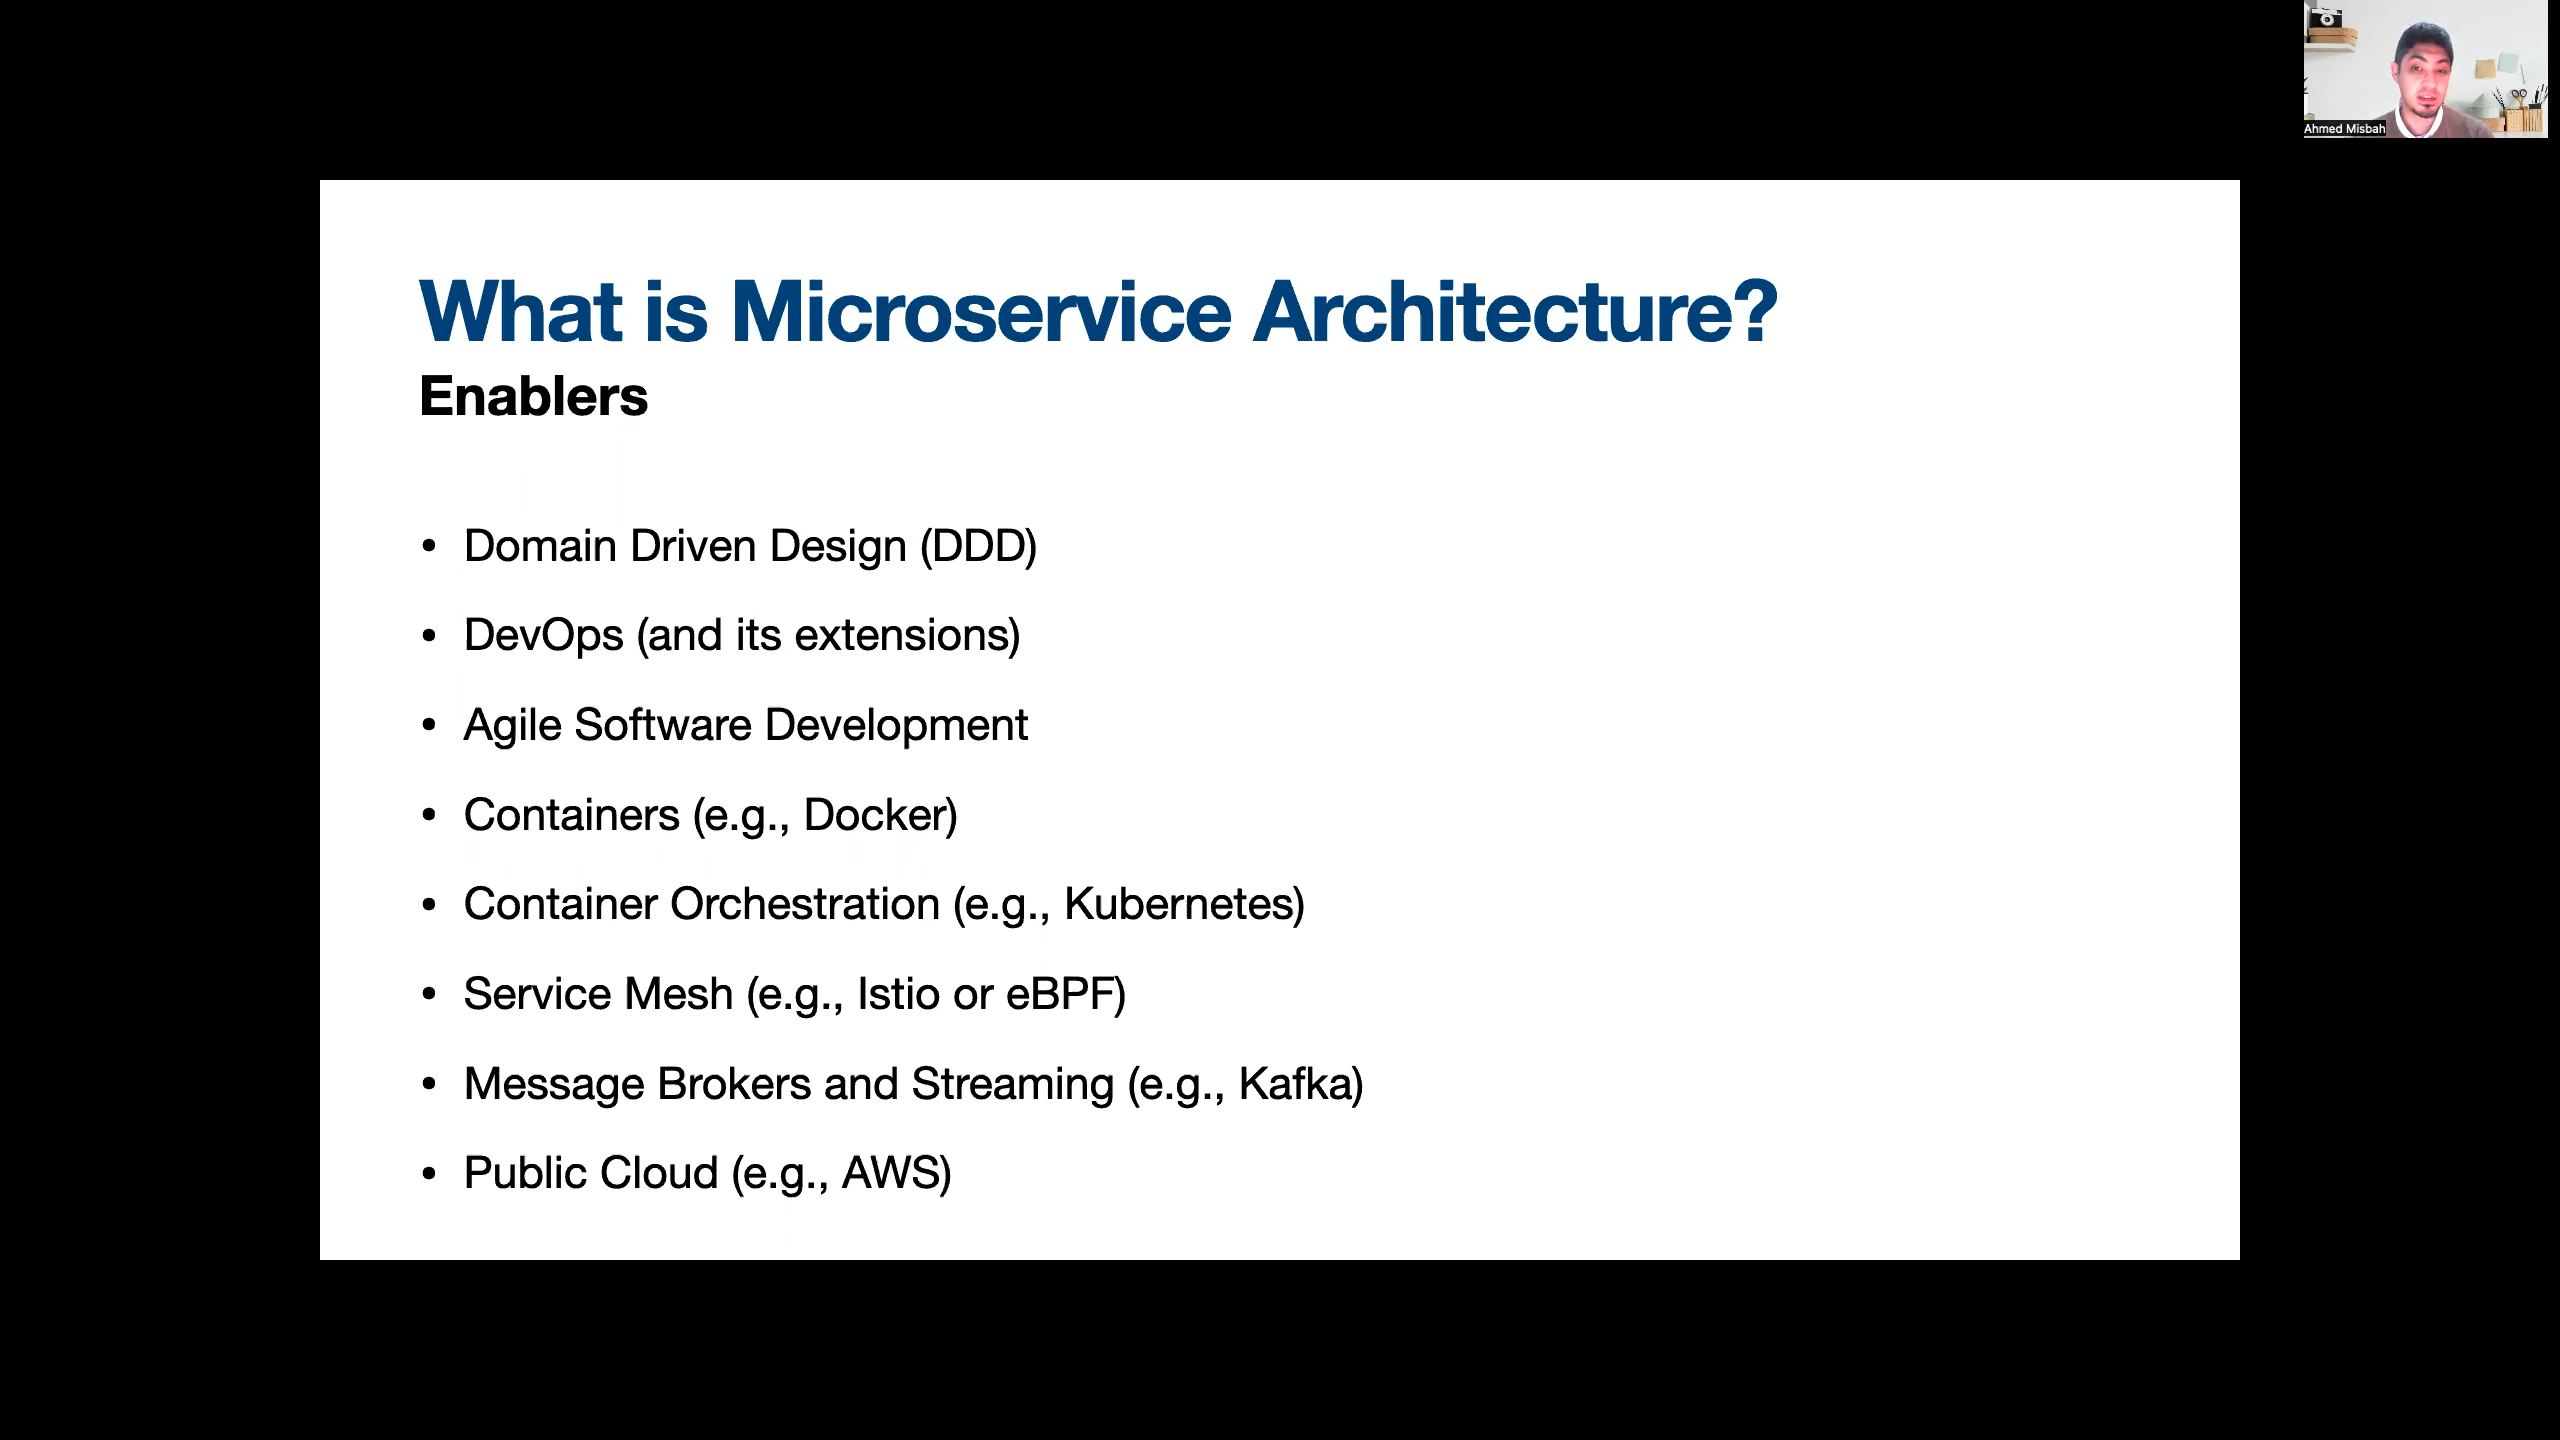 Ahmed Misbah
What is Microservice Architecture?
Enablers
• Domain Driven Design (DDD)
• DevOps (and its extensions)
• Agile Software Development
• Containers (e.g., Docker)
• Container Orchestration (e.g., Kubernetes)
• Service Mesh (e.g., Istio or eBPF)
• Message Brokers and Streaming (e.g., Kafka)
• Public Cloud (e.g., AWS)